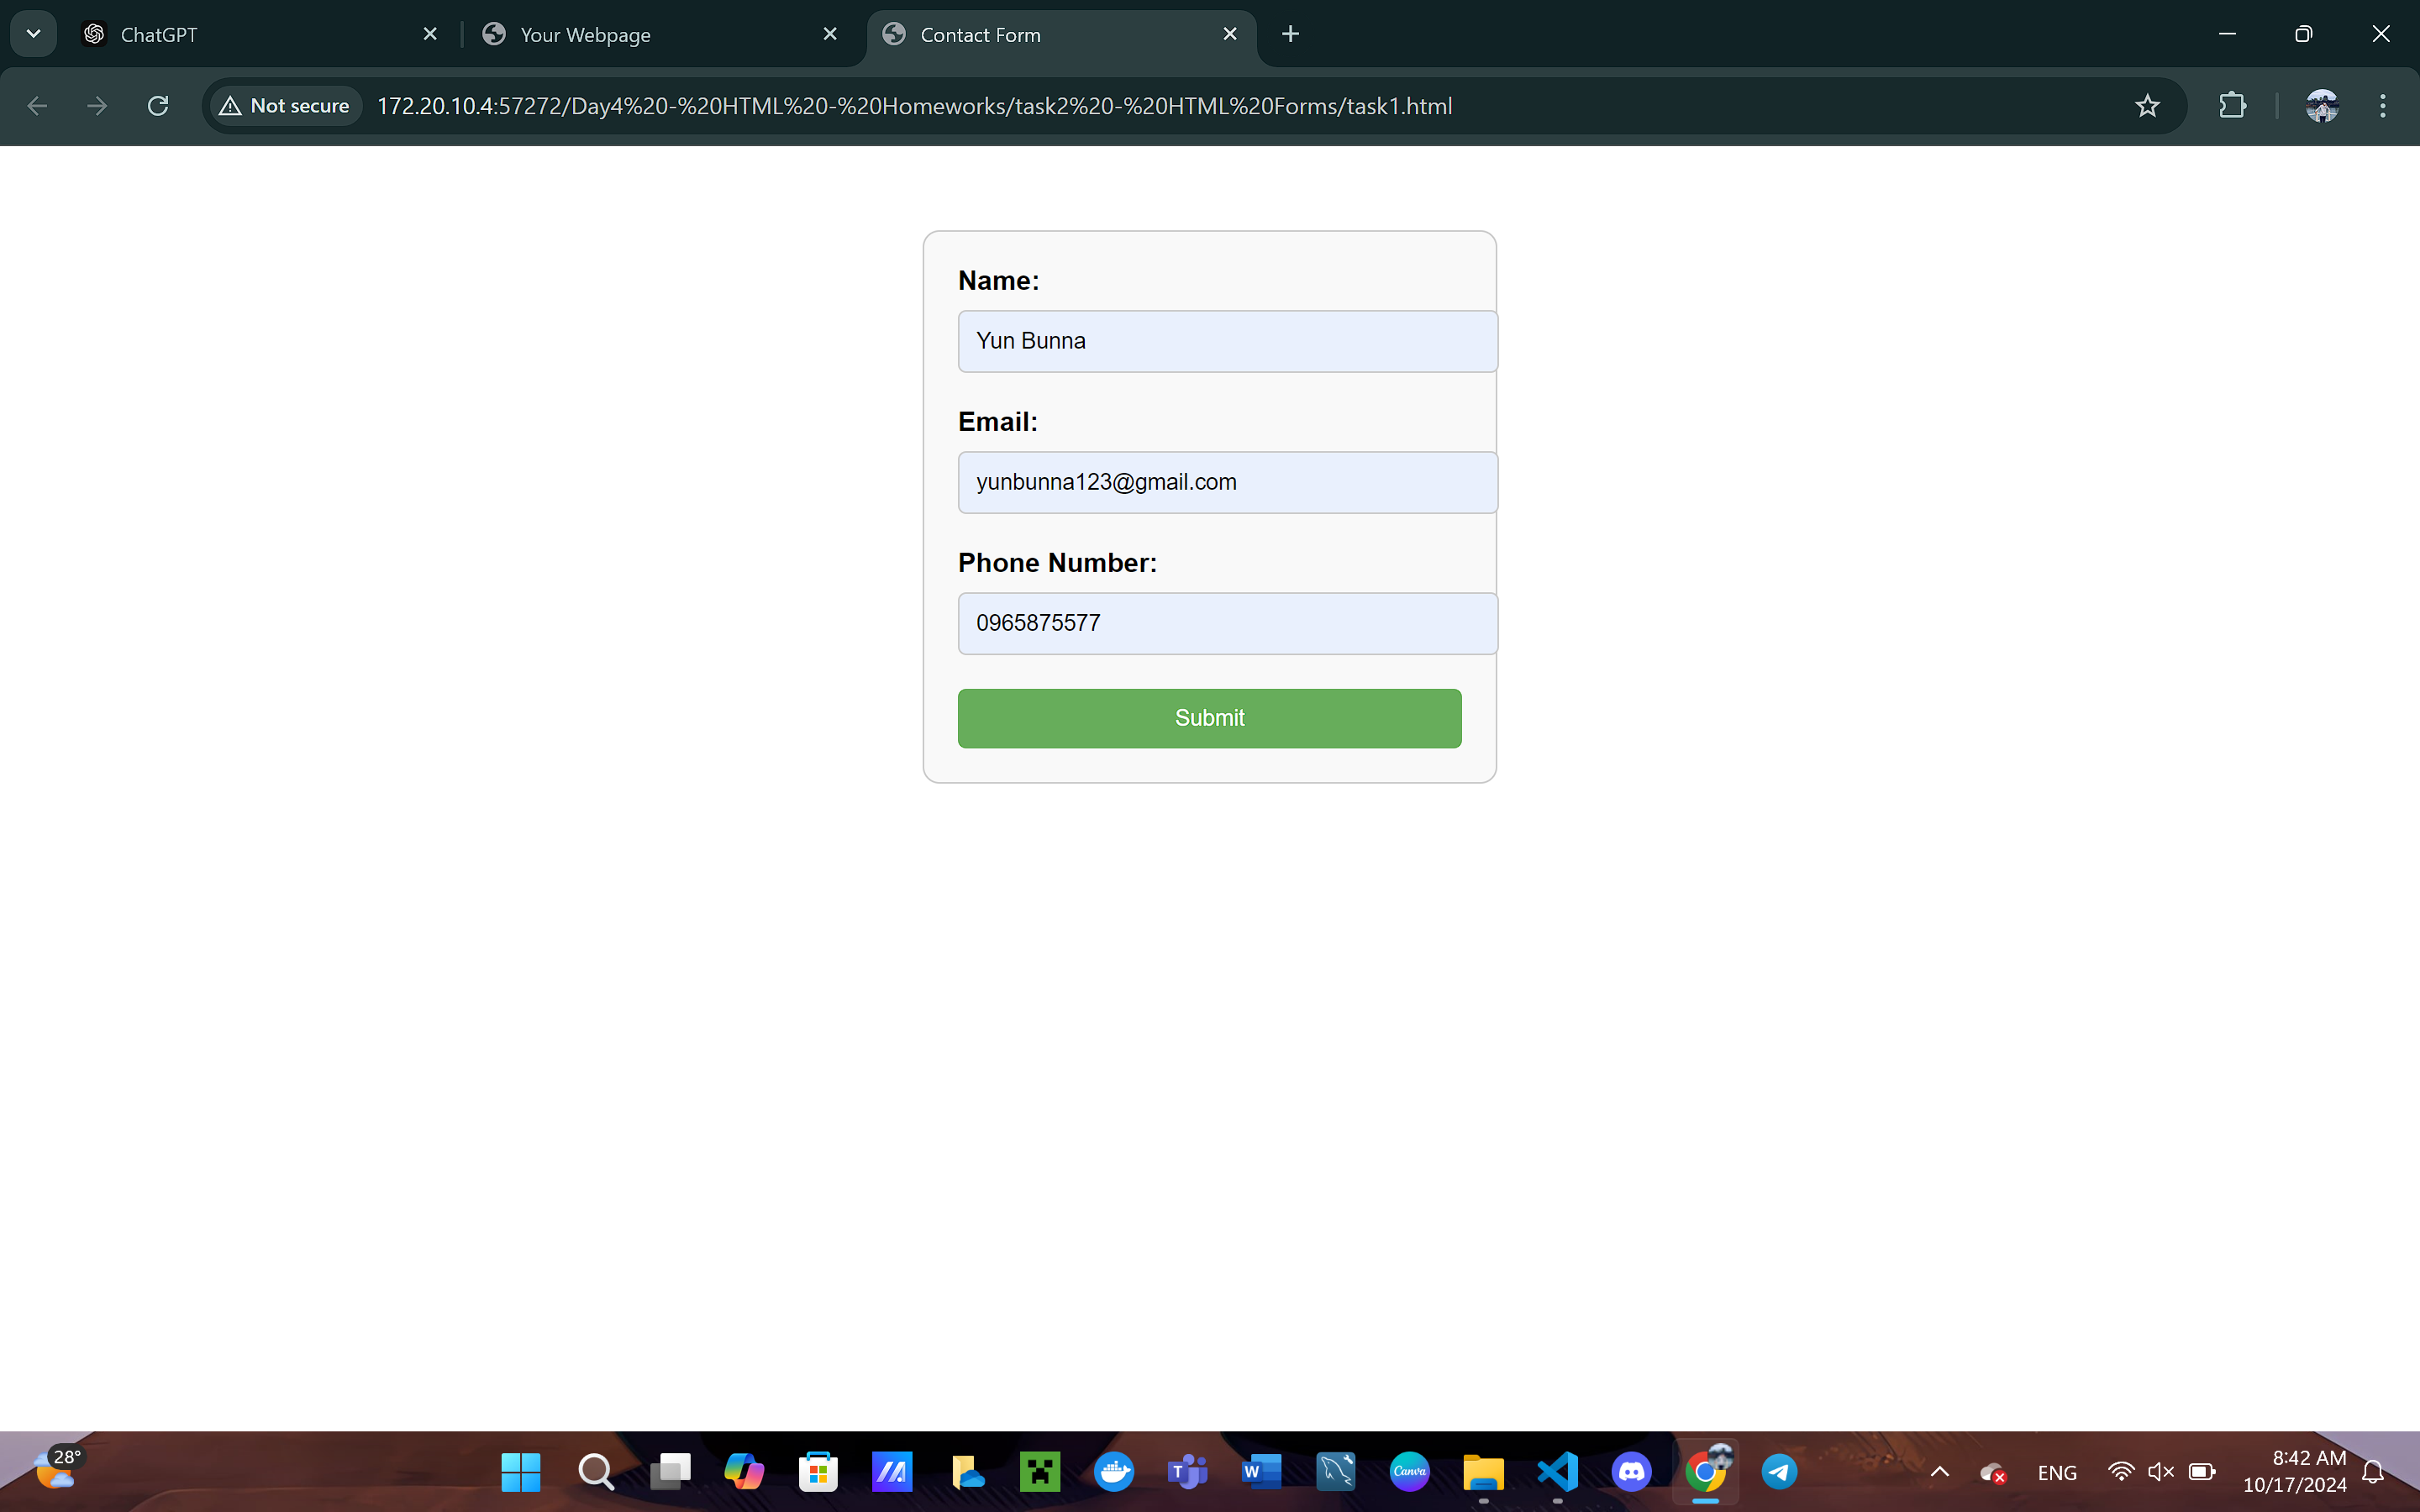 ChatGPT
Your Webpage
Contact Form
Not secure
172.20.10.4:57272/Day4%20-%20HTML%20-%20Homeworks/task2%20-%20HTML%20Forms/task1.html
Name:
Yun Bunna
Email:
yunbunna123@gmail.com
Phone Number:
0965875577
Submit
28°
T
W
Canva
ENG
8:42 AM
10/17/2024